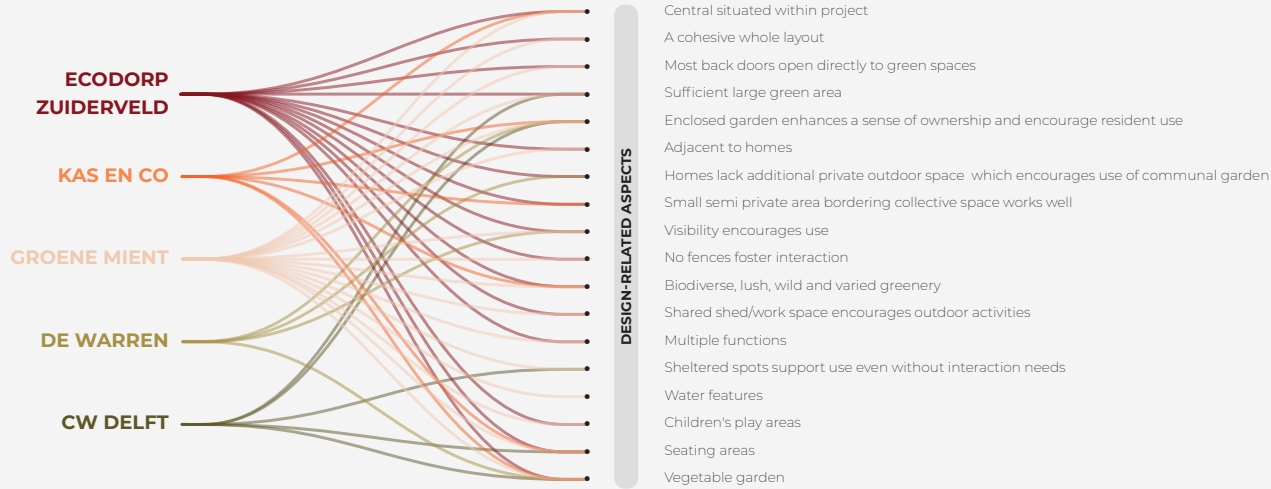 ECODORP
ZUIDERVELD
KAS EN CO
GROENE MIENT
DE WARREN
CW DELFT
DESIGN-RELATED ASPECTS
Central situated within project
A cohesive whole layout
Most back doors open directly to green spaces
Sufficient large green area
Enclosed garden enhances a sense of ownership and encourage resident use
Adjacent to homes
Homes lack additional private outdoor space which encourages use of communal garden
Small semi private area bordering collective space works well
Visibility encourages use
No fences foster interaction
Biodiverse, lush, wild and varied greenery
Shared shed/work space encourages outdoor activities
Multiple functions
Sheltered spots support use even without interaction needs
Water features
Children's play areas
Seating areas
Vegetable garden